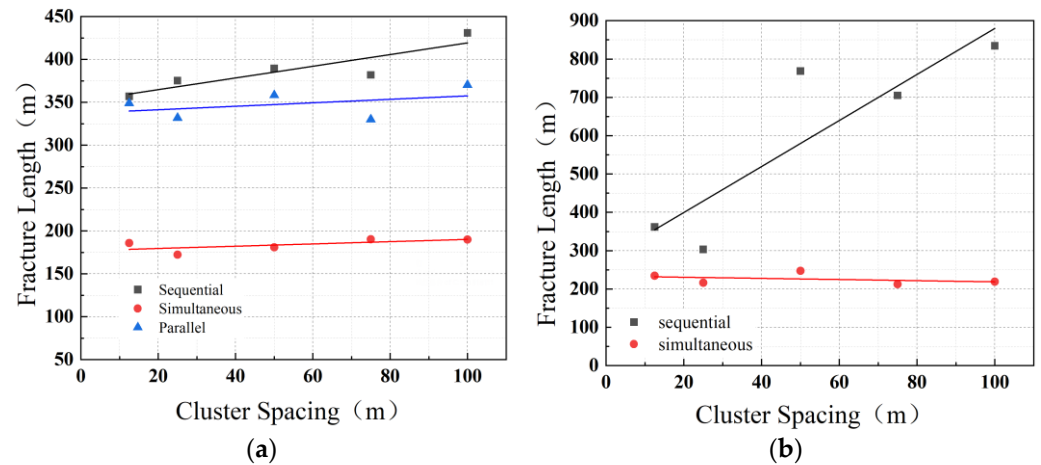 450
400
350
300
250
200
150
100
50
0
20
40
60
80
100
Fracture Length（m）
Cluster Spacing（m）
Sequential
Simultaneous
Parallel
(a)
900
800
700
600
500
400
300
200
100
0
0
20
40
60
80
100
Fracture Length（m）
Cluster Spacing（m）
sequential
simultaneous
(b)